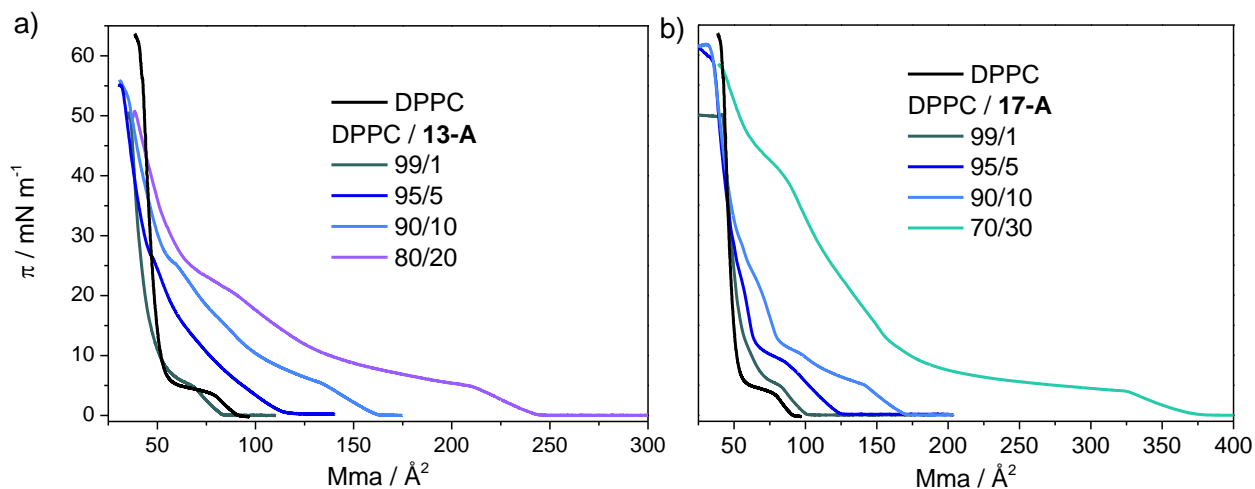 a)
60
50
40
30
20
10
0
π / mN m⁻¹
DPPC
DPPC / 13-A
99/1
95/5
90/10
80/20
50 100 150 200 250 300
Mma / Å²
b)
DPPC
DPPC / 17-A
99/1
95/5
90/10
70/30
50 100 150 200 250 300 350 400
Mma / Å²